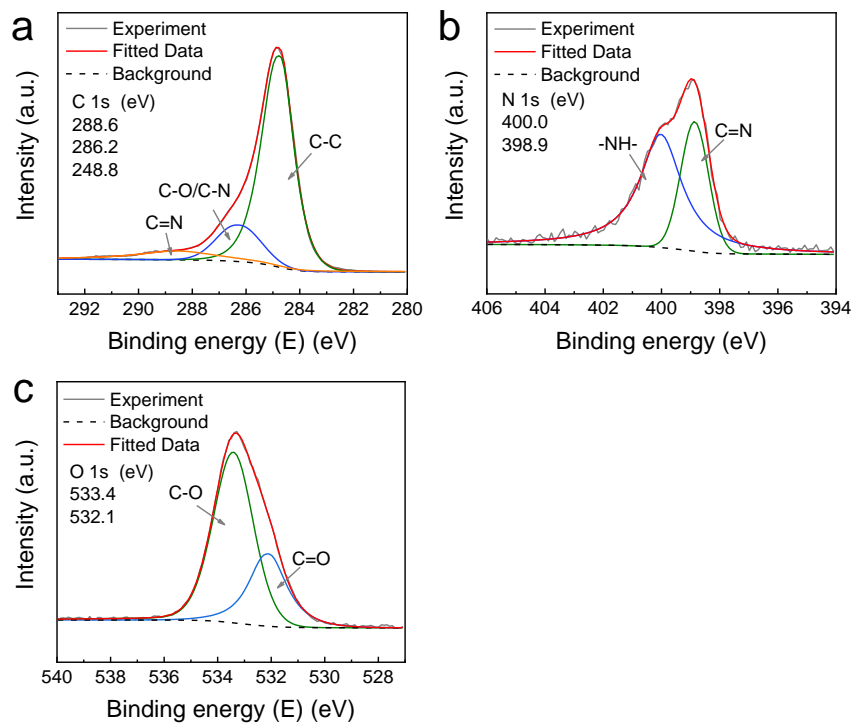 a
Experiment
Fitted Data
Background
C 1s (eV)
288.6
286.2
248.8
C-C
C-O/C-N
C=N
Intensity (a.u.)
292 290 288 286 284 282 280
Binding energy (E) (eV)
b
Experiment
Fitted Data
Background
N 1s (eV)
400.0
398.9
-NH-
C=N
Intensity (a.u.)
406 404 402 400 398 396 394
Binding energy (eV)
c
Experiment
Background
Fitted Data
O 1s (eV)
533.4
532.1
C-O
C=O
Intensity (a.u.)
540 538 536 534 532 530 528
Binding energy (E) (eV)